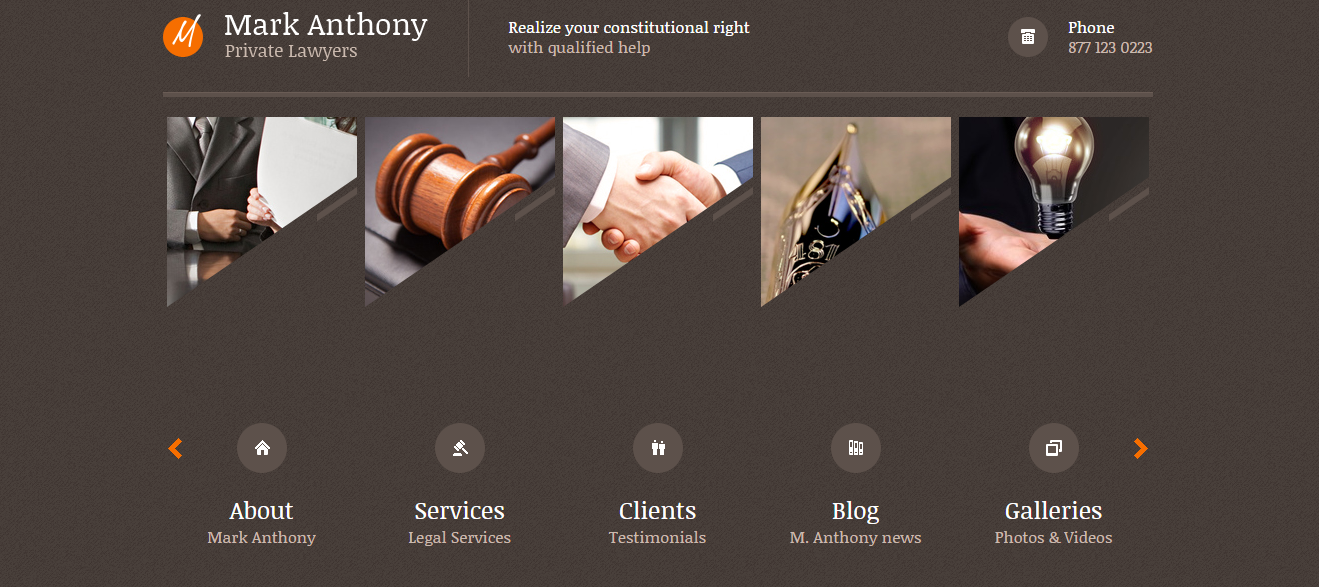 Mark Anthony
Private Lawyers
Realize your constitutional right
with qualified help
Phone
877 123 0223
181
About
Mark Anthony
Services
Legal Services
Clients
Testimonials
Blog
M. Anthony news
Galleries
Photos & Videos